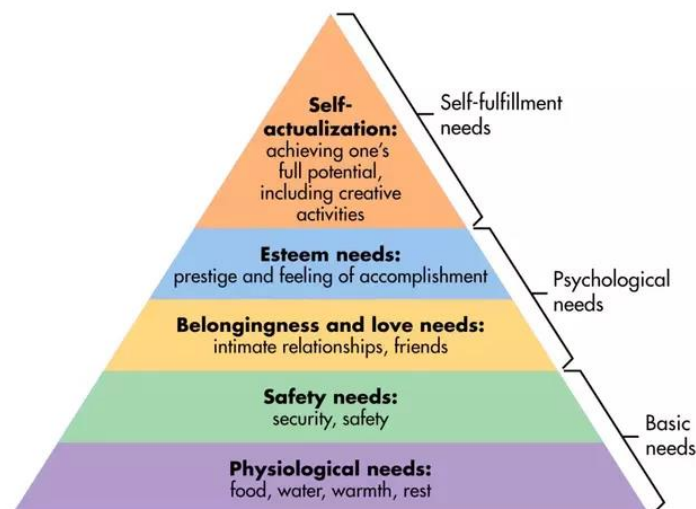 Self-
actualization:
achieving one's
full potential,
including creative
activities
Self-fulfillment
needs
Esteem needs:
prestige and feeling of accomplishment
Psychological
needs
Belongingness and love needs:
intimate relationships, friends
Safety needs:
security, safety
Basic
needs
Physiological needs:
food, water, warmth, rest